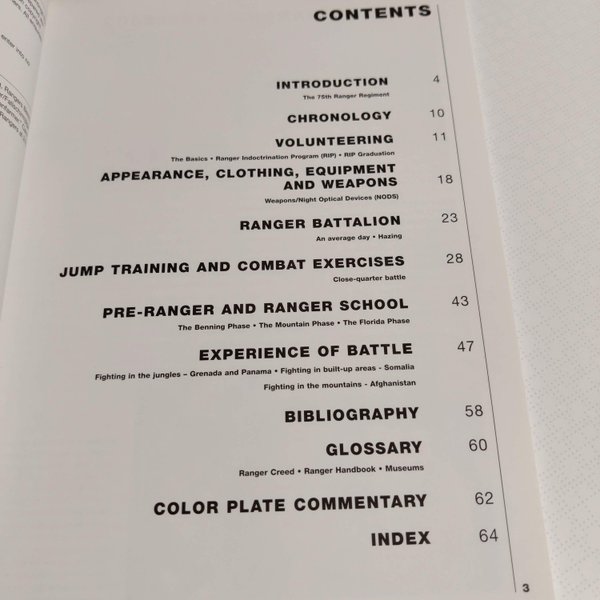 CONTENTS
INTRODUCTION 4
The 75th Ranger Regiment
CHRONOLOGY 10
VOLUNTEERING 11
The Basics • Ranger Indoctrination Program (RIP) • RIP Graduation
APPEARANCE, CLOTHING, EQUIPMENT
AND WEAPONS 18
Weapons/Night Optical Devices (NODS)
RANGER BATTALION 23
An average day • Hazing
JUMP TRAINING AND COMBAT EXERCISES 28
Close-quarter battle
PRE-RANGER AND RANGER SCHOOL 43
The Benning Phase • The Mountain Phase • The Florida Phase
EXPERIENCE OF BATTLE 47
Fighting in the jungles – Grenada and Panama • Fighting in built-up areas - Somalia
Fighting in the mountains - Afghanistan
BIBLIOGRAPHY 58
GLOSSARY 60
Ranger Creed • Ranger Handbook • Museums
COLOR PLATE COMMENTARY 62
INDEX 64
3